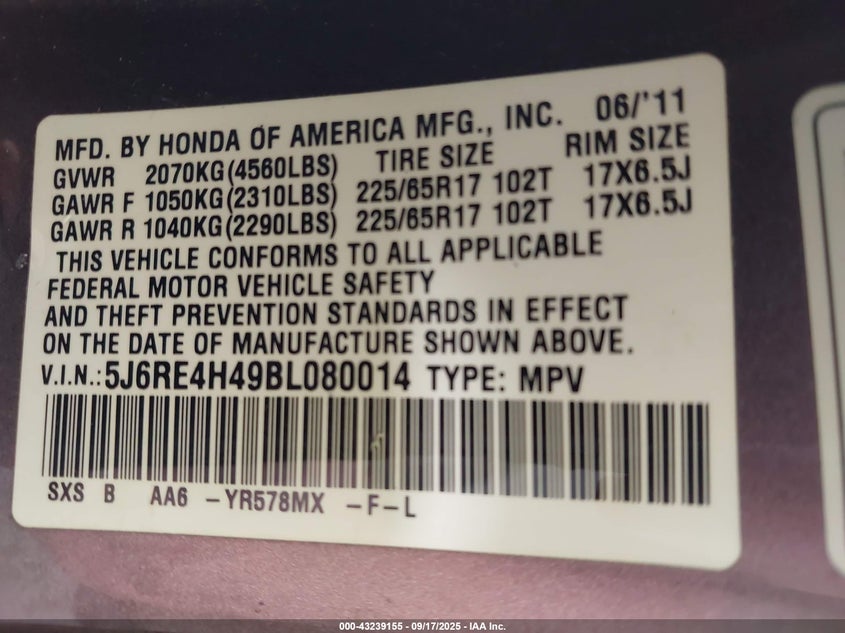 MFD. BY HONDA OF AMERICA MFG., INC. 06/'11
GVWR 2070KG(4560LBS) TIRE SIZE RIM SIZE
GAWR F 1050KG(2310LBS) 225/65R17 102T 17X6.5J
GAWR R 1040KG(2290LBS) 225/65R17 102T 17X6.5J
THIS VEHICLE CONFORMS TO ALL APPLICABLE
FEDERAL MOTOR VEHICLE SAFETY
AND THEFT PREVENTION STANDARDS IN EFFECT
ON THE DATE OF MANUFACTURE SHOWN ABOVE.
V.I.N.:5J6RE4H49BL080014 TYPE: MPV
SXS B AA6 -YR578MX -F-L
000-43239155 - 09/17/2025 - IAA Inc.